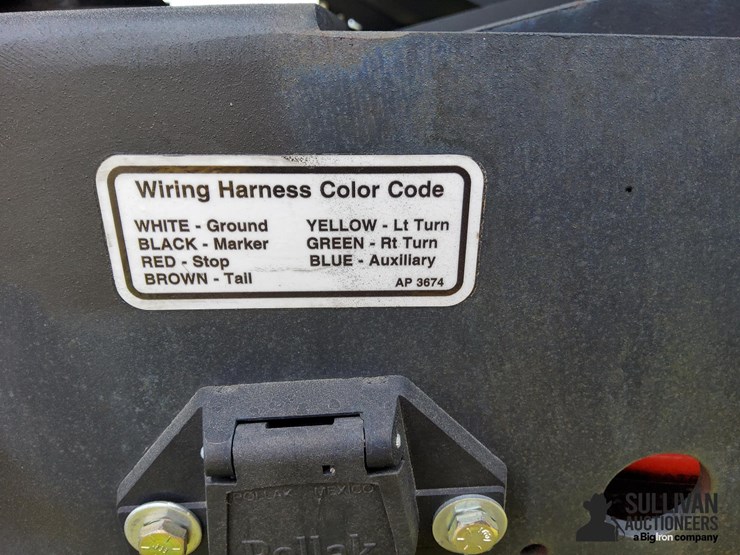 Wiring Harness Color Code
WHITE - Ground YELLOW - Lt Turn
BLACK - Marker GREEN - Rt Turn
RED - Stop BLUE - Auxiliary
BROWN - Tail AP 3674
POLLAK MEXICO
Pollak
SULLIVAN
AUCTIONEERS
a BigIron company